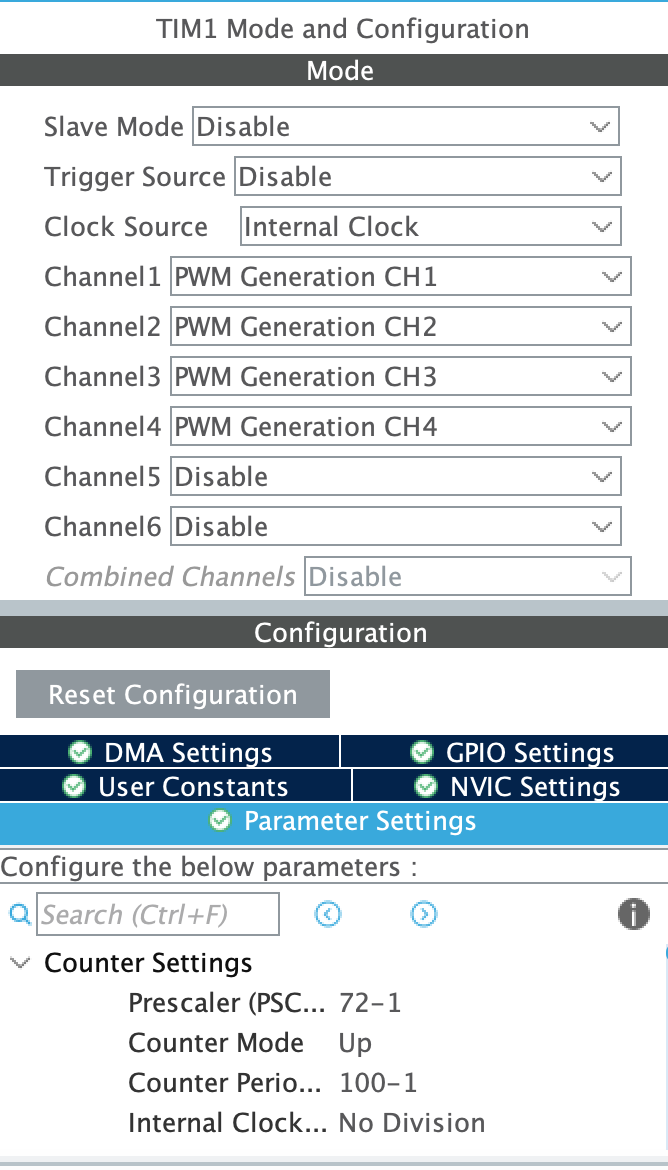 TIM1 Mode and Configuration
Mode
Slave Mode Disable
Trigger Source Disable
Clock Source Internal Clock
Channel1 PWM Generation CH1
Channel2 PWM Generation CH2
Channel3 PWM Generation CH3
Channel4 PWM Generation CH4
Channel5 Disable
Channel6 Disable
Combined Channels Disable
Configuration
Reset Configuration
DMA Settings GPIO Settings
User Constants NVIC Settings
Parameter Settings
Configure the below parameters :
Search (Ctrl+F)
Counter Settings
Prescaler (PSC... 72-1
Counter Mode Up
Counter Perio... 100-1
Internal Clock... No Division